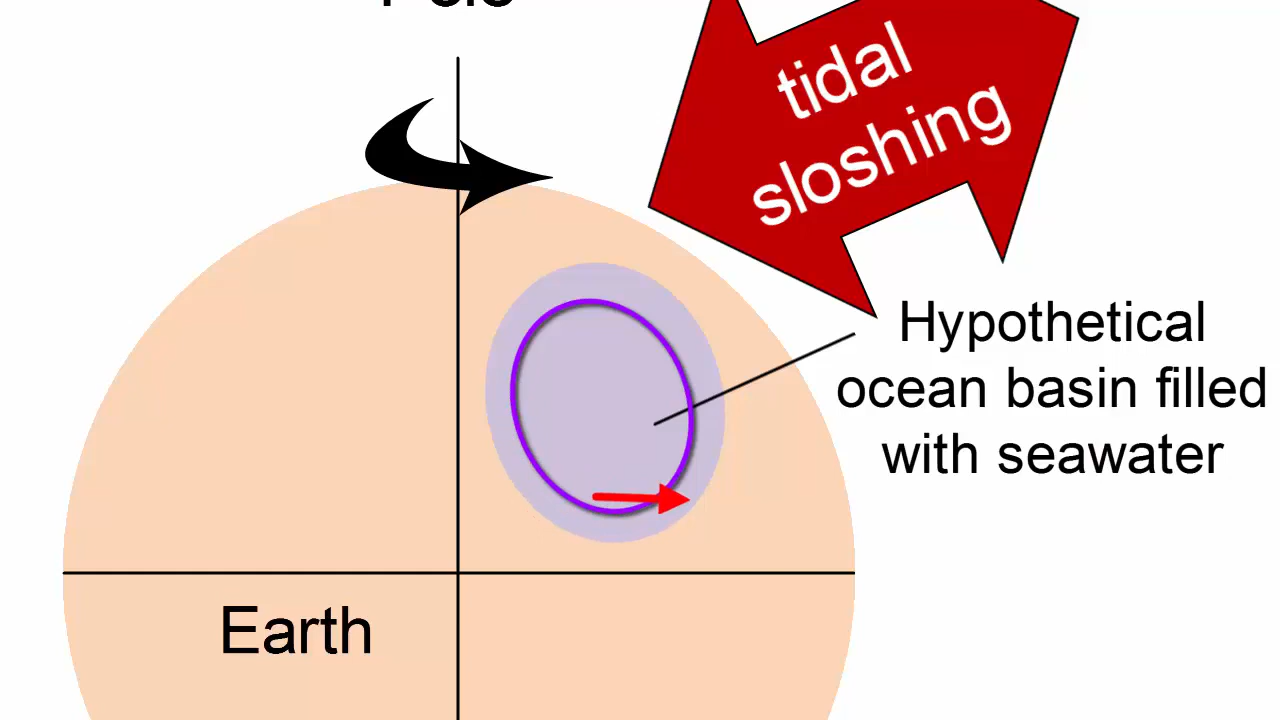 tidal
sloshing
Hypothetical
ocean basin filled
with seawater
Earth